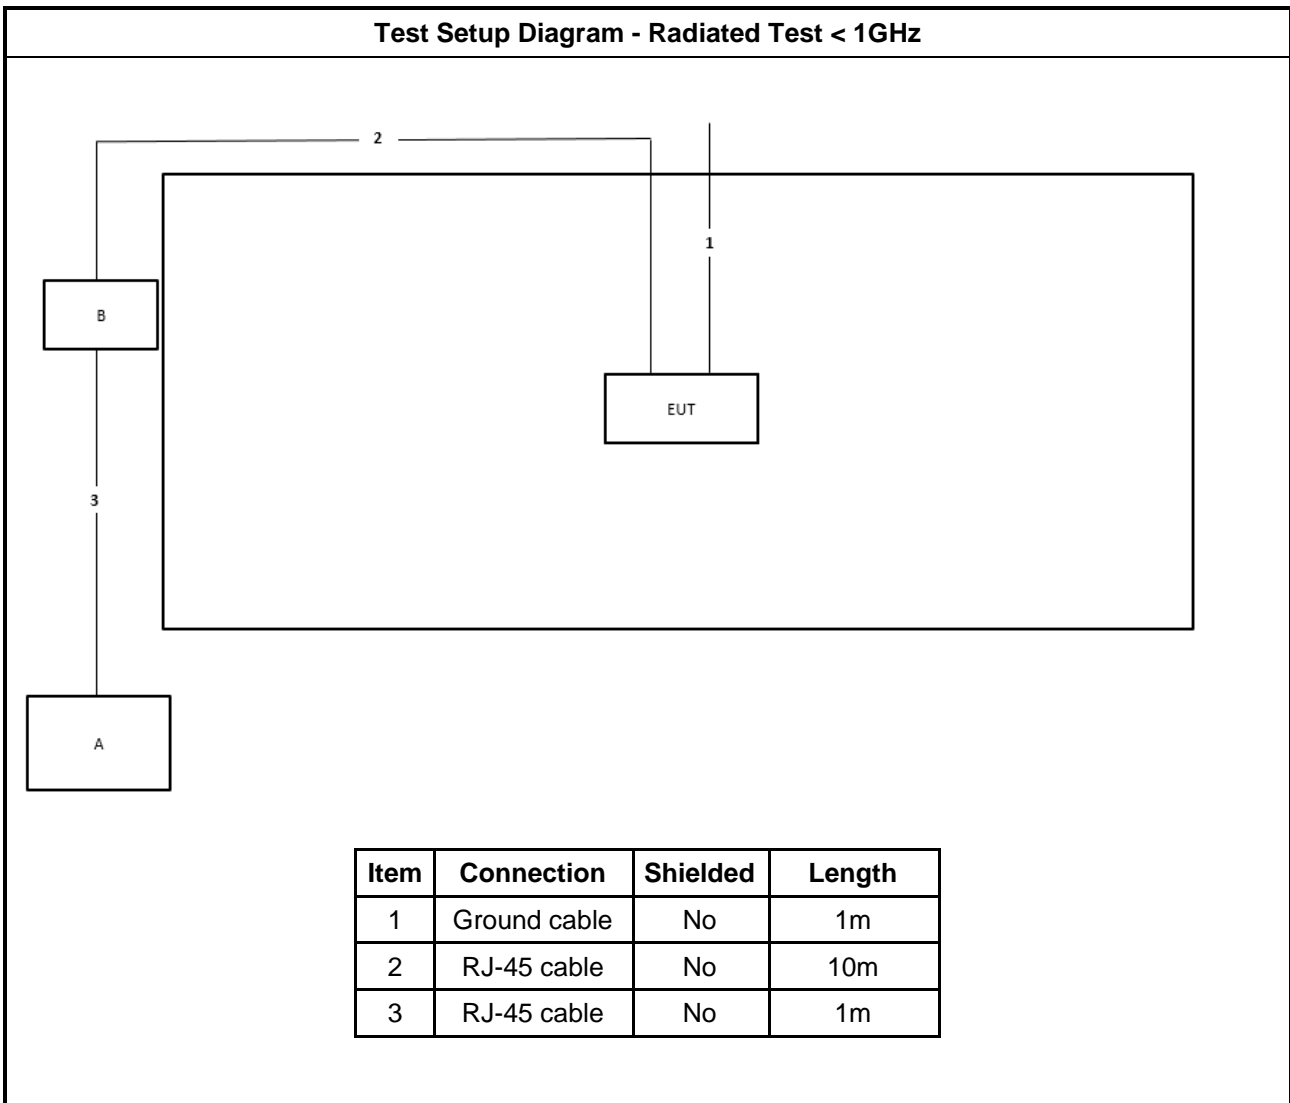 Test Setup Diagram - Radiated Test < 1GHz
2
1
B
EUT
3
A
Item Connection Shielded Length
1 Ground cable No 1m
2 RJ-45 cable No 10m
3 RJ-45 cable No 1m